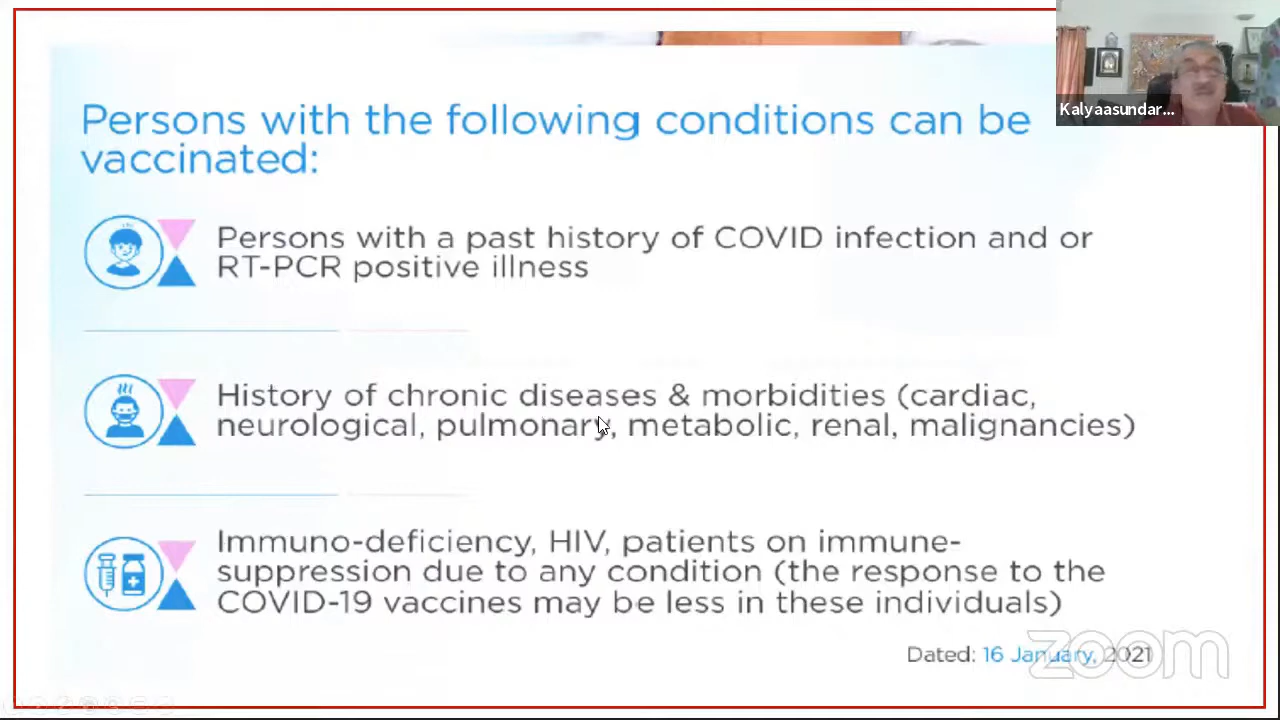 Persons with the following conditions can be
vaccinated:
Kalyaasundar...
Persons with a past history of COVID infection and or
RT-PCR positive illness
History of chronic diseases & morbidities (cardiac,
neurological, pulmonary, metabolic, renal, malignancies)
Immuno-deficiency, HIV, patients on immune-
suppression due to any condition (the response to the
COVID-19 vaccines may be less in these individuals)
Dated: 16 January, 2021
zoom